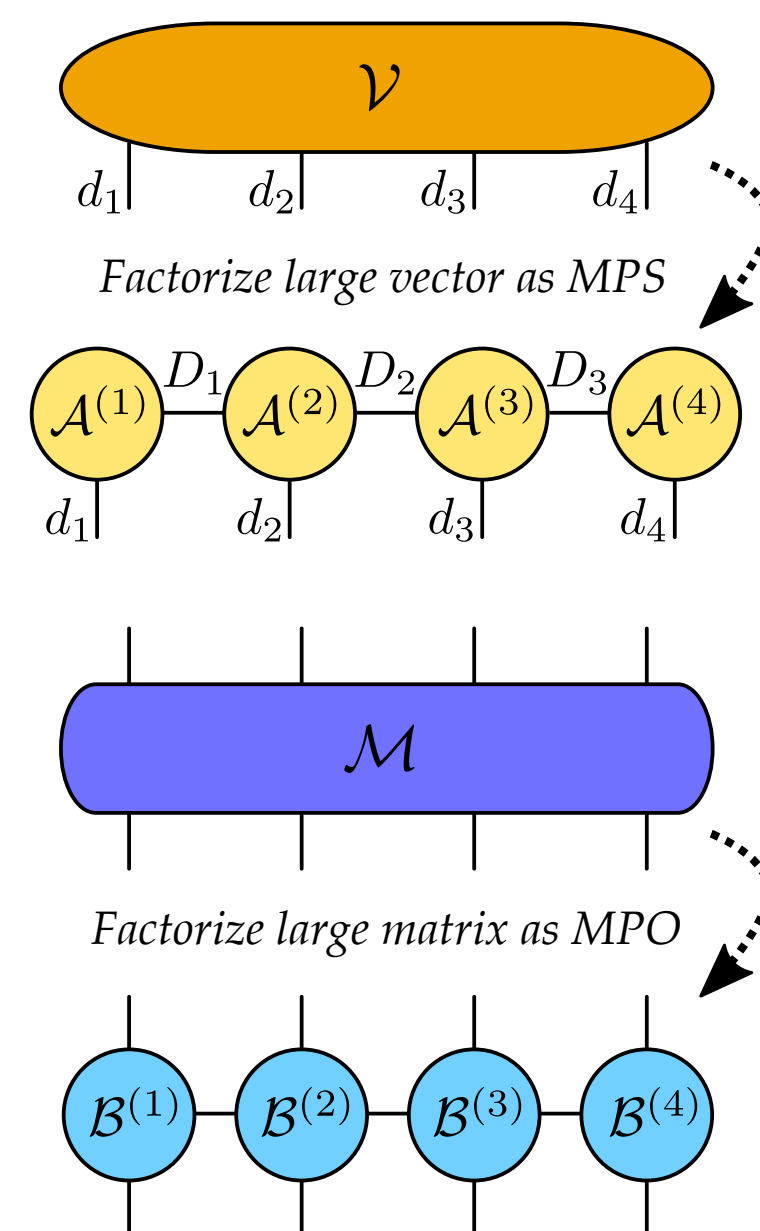 𝒱
d₁ d₂ d₃ d₄
Factorize large vector as MPS
D₁ D₂ D₃
𝒜⁽¹⁾ 𝒜⁽²⁾ 𝒜⁽³⁾ 𝒜⁽⁴⁾
d₁ d₂ d₃ d₄
ℳ
Factorize large matrix as MPO
ℬ⁽¹⁾ ℬ⁽²⁾ ℬ⁽³⁾ ℬ⁽⁴⁾